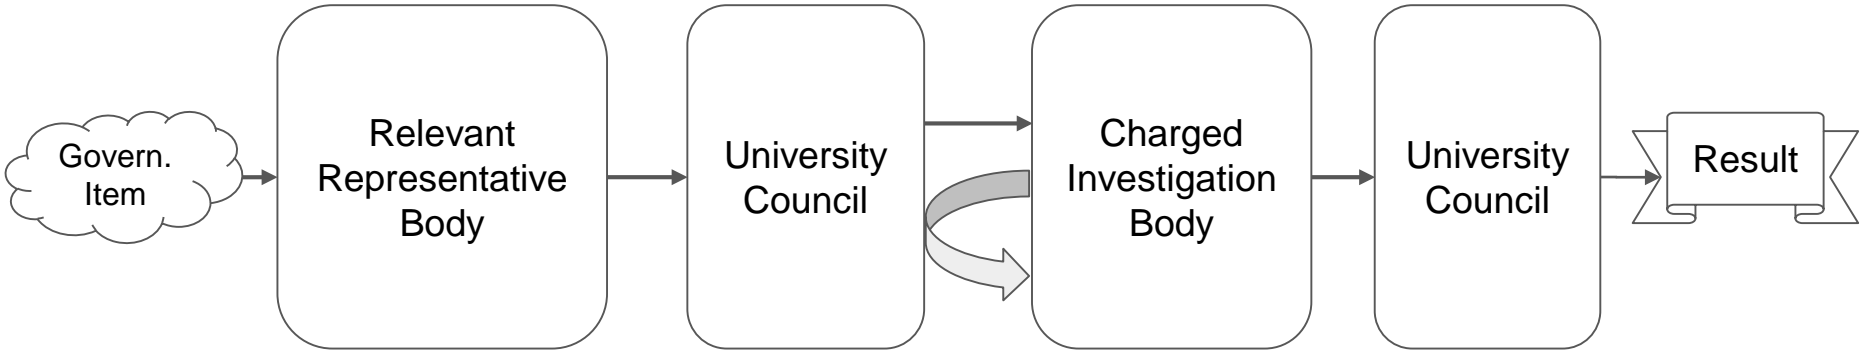 Govern.
Item
Relevant
Representative
Body
University
Council
Charged
Investigation
Body
University
Council
Result